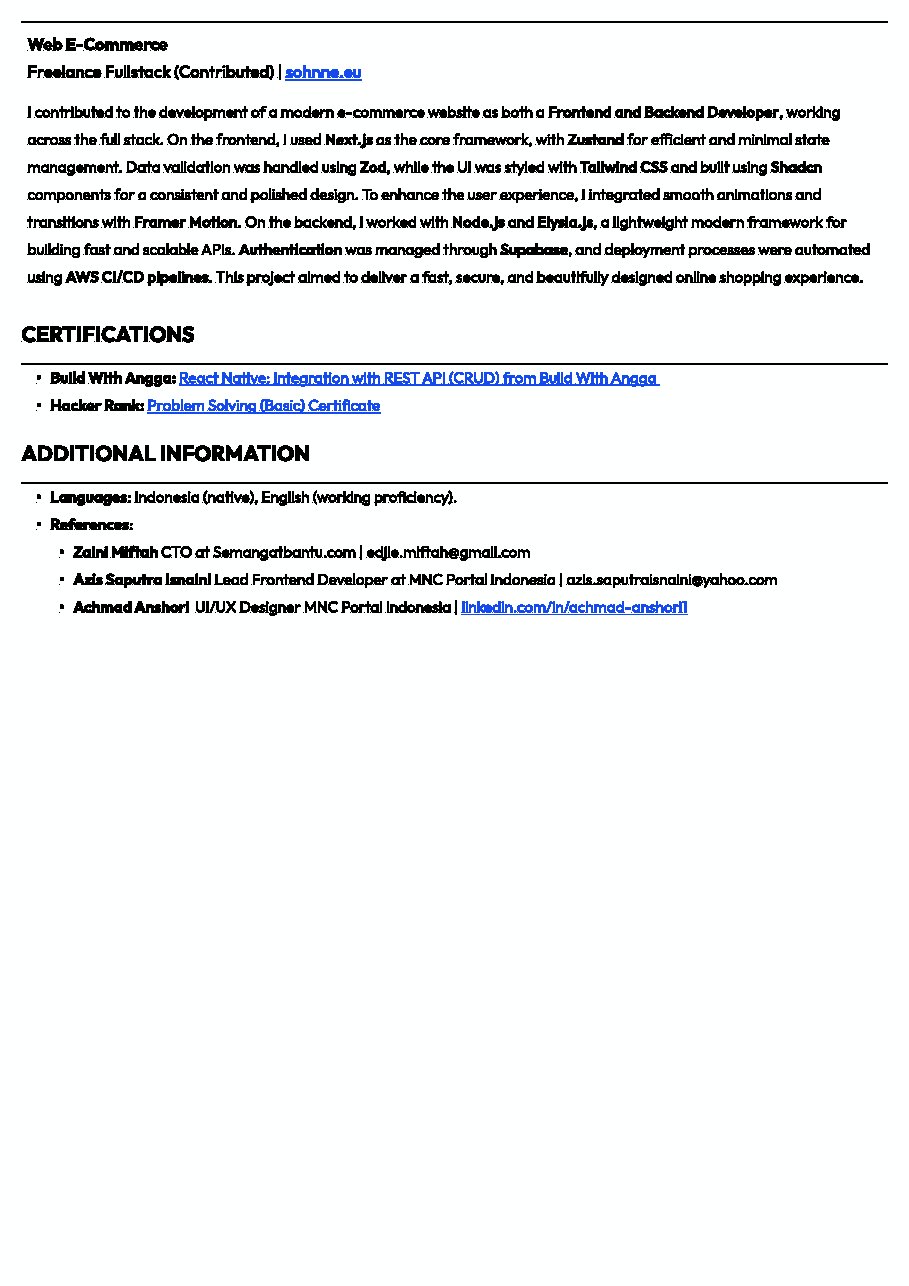 Web E-Commerce
Freelance Fullstack (Contributed) | sohnne.eu
I contributed to the development of a modern e-commerce website as both a Frontend and Backend Developer, working
across the full stack. On the frontend, I used Next.js as the core framework, with Zustand for efficient and minimal state
management. Data validation was handled using Zod, while the UI was styled with Tailwind CSS and built using Shadcn
components for a consistent and polished design. To enhance the user experience, I integrated smooth animations and
transitions with Framer Motion. On the backend, I worked with Node.js and Elysia.js, a lightweight modern framework for
building fast and scalable APIs. Authentication was managed through Supabase, and deployment processes were automated
using AWS CI/CD pipelines. This project aimed to deliver a fast, secure, and beautifully designed online shopping experience.
CERTIFICATIONS
• Build With Angga: React Native: Integration with REST API (CRUD) from Build With Angga
• Hacker Rank: Problem Solving (Basic) Certificate
ADDITIONAL INFORMATION
• Languages: Indonesia (native), English (working proficiency).
• References:
• Zaini Miftah CTO at Semangatbantu.com | edjie.miftah@gmail.com
• Azis Saputra Isnaini Lead Frontend Developer at MNC Portal Indonesia | azis.saputraisnaini@yahoo.com
• Achmad Anshori UI/UX Designer MNC Portal Indonesia | linkedin.com/in/achmad-anshori1